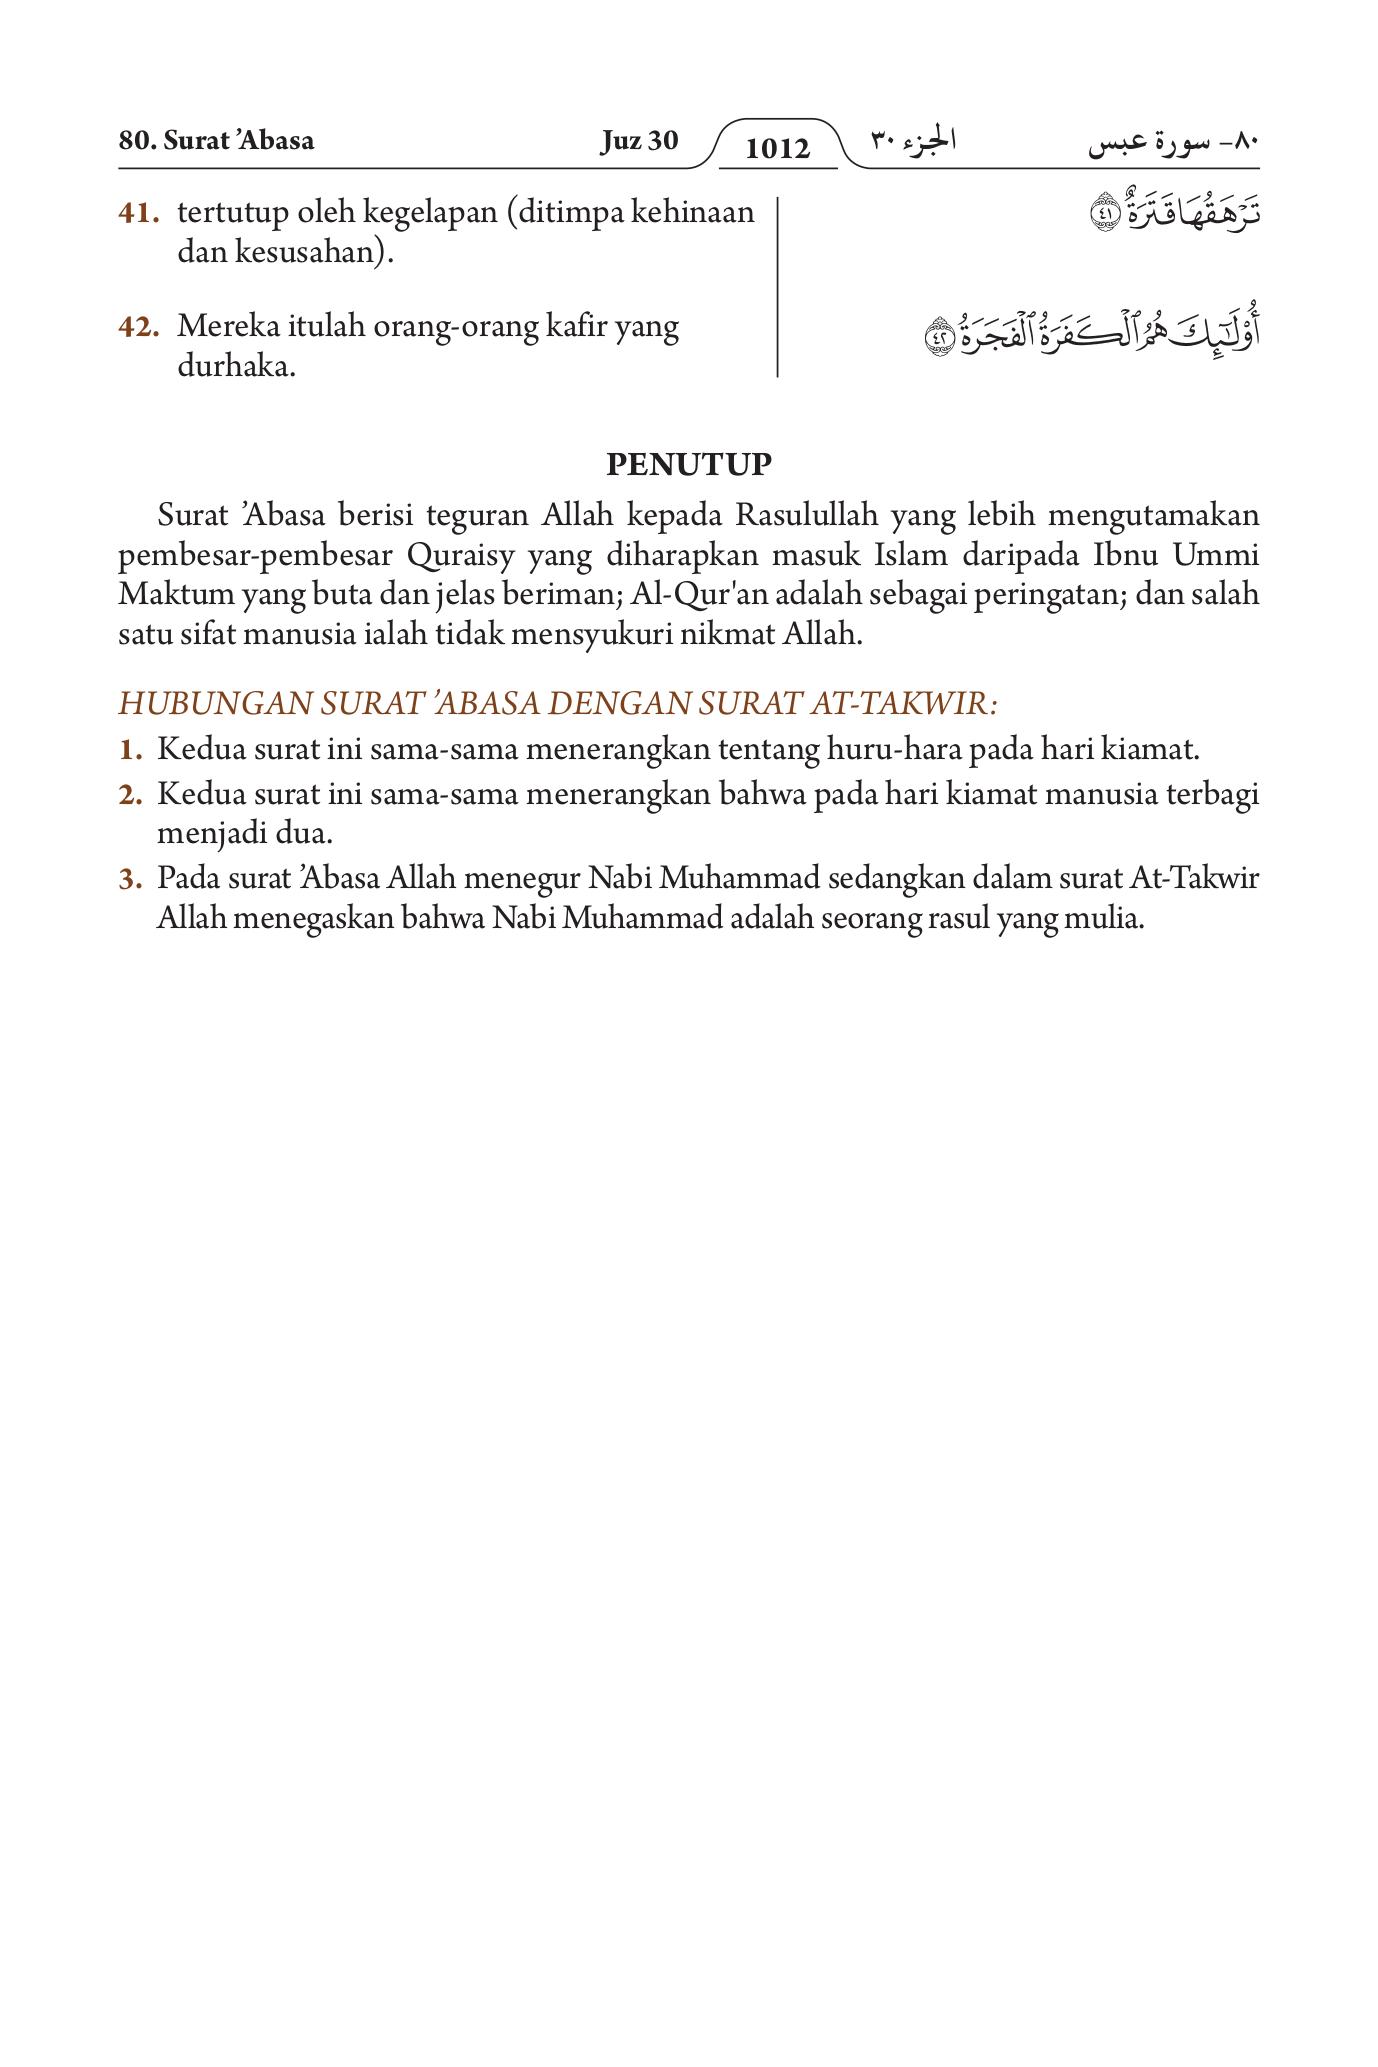 80. Surat ’Abasa Juz 30 1012 الجزء ٣٠ ٨٠- سورة عبس
41. tertutup oleh kegelapan (ditimpa kehinaan
dan kesusahan).
تَرْهَقُهَا قَتَرَةٌ ٤١
42. Mereka itulah orang-orang kafir yang
durhaka.
أُوْلَٰٓئِكَ هُمُ ٱلْكَفَرَةُ ٱلْفَجَرَةُ ٤٢
PENUTUP
Surat ’Abasa berisi teguran Allah kepada Rasulullah yang lebih mengutamakan
pembesar-pembesar Quraisy yang diharapkan masuk Islam daripada Ibnu Ummi
Maktum yang buta dan jelas beriman; Al-Qur'an adalah sebagai peringatan; dan salah
satu sifat manusia ialah tidak mensyukuri nikmat Allah.
HUBUNGAN SURAT ’ABASA DENGAN SURAT AT-TAKWIR:
1. Kedua surat ini sama-sama menerangkan tentang huru-hara pada hari kiamat.
2. Kedua surat ini sama-sama menerangkan bahwa pada hari kiamat manusia terbagi
menjadi dua.
3. Pada surat ’Abasa Allah menegur Nabi Muhammad sedangkan dalam surat At-Takwir
Allah menegaskan bahwa Nabi Muhammad adalah seorang rasul yang mulia.